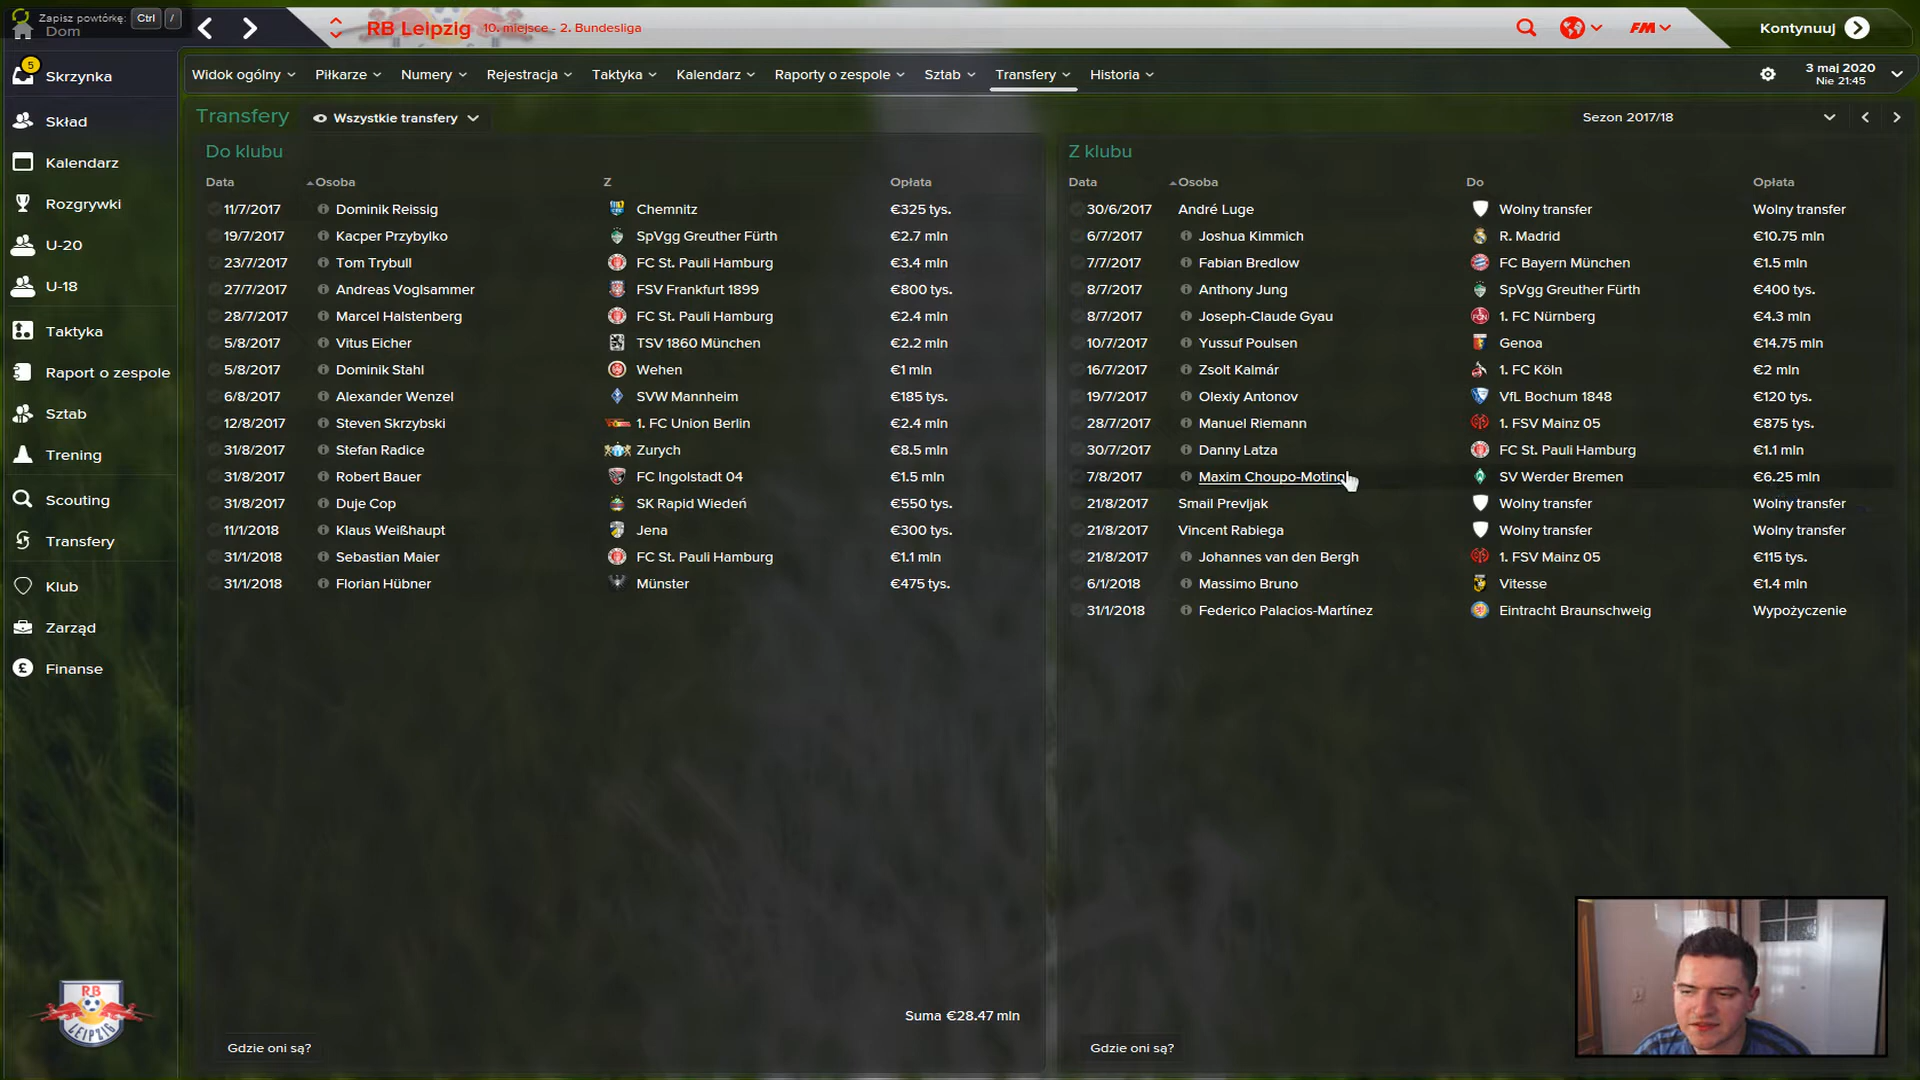 Zapisz powtórkę: Ctrl /
Dom
RB Leipzig 10. miejsce - 2. Bundesliga
FM
Kontynuuj
5
Skrzynka
Widok ogólny Piłkarze Numery Rejestracja Taktyka Kalendarz Raporty o zespole Sztab Transfery Historia
3 maj 2020
Nie 21:45
Skład
Kalendarz
Rozgrywki
U-20
U-18
Taktyka
Raport o zespole
Sztab
Trening
Scouting
Transfery
Klub
Zarząd
Finanse
Transfery Wszystkie transfery
Sezon 2017/18
Do klubu
Data Osoba Z Opłata
11/7/2017 Dominik Reissig Chemnitz €325 tys.
19/7/2017 Kacper Przybylko SpVgg Greuther Fürth €2.7 mln
23/7/2017 Tom Trybull FC St. Pauli Hamburg €3.4 mln
27/7/2017 Andreas Voglsammer FSV Frankfurt 1899 €800 tys.
28/7/2017 Marcel Halstenberg FC St. Pauli Hamburg €2.4 mln
5/8/2017 Vitus Eicher TSV 1860 München €2.2 mln
5/8/2017 Dominik Stahl Wehen €1 mln
6/8/2017 Alexander Wenzel SVW Mannheim €185 tys.
12/8/2017 Steven Skrzybski 1. FC Union Berlin €2.4 mln
31/8/2017 Stefan Radice Zurych €8.5 mln
31/8/2017 Robert Bauer FC Ingolstadt 04 €1.5 mln
31/8/2017 Duje Cop SK Rapid Wiedeń €550 tys.
11/1/2018 Klaus Weißhaupt Jena €300 tys.
31/1/2018 Sebastian Maier FC St. Pauli Hamburg €1.1 mln
31/1/2018 Florian Hübner Münster €475 tys.
Suma €28.47 mln
Gdzie oni są?
Z klubu
Data Osoba Do Opłata
30/6/2017 André Luge Wolny transfer Wolny transfer
6/7/2017 Joshua Kimmich R. Madrid €10.75 mln
7/7/2017 Fabian Bredlow FC Bayern München €1.5 mln
8/7/2017 Anthony Jung SpVgg Greuther Fürth €400 tys.
8/7/2017 Joseph-Claude Gyau 1. FC Nürnberg €4.3 mln
10/7/2017 Yussuf Poulsen Genoa €14.75 mln
16/7/2017 Zsolt Kalmár 1. FC Köln €2 mln
19/7/2017 Olexiy Antonov VfL Bochum 1848 €120 tys.
28/7/2017 Manuel Riemann 1. FSV Mainz 05 €875 tys.
30/7/2017 Danny Latza FC St. Pauli Hamburg €1.1 mln
7/8/2017 Maxim Choupo-Moting SV Werder Bremen €6.25 mln
21/8/2017 Smail Prevljak Wolny transfer Wolny transfer
21/8/2017 Vincent Rabiega Wolny transfer Wolny transfer
21/8/2017 Johannes van den Bergh 1. FSV Mainz 05 €115 tys.
6/1/2018 Massimo Bruno Vitesse €1.4 mln
31/1/2018 Federico Palacios-Martínez Eintracht Braunschweig Wypożyczenie
Gdzie oni są?
RB
LEIPZIG